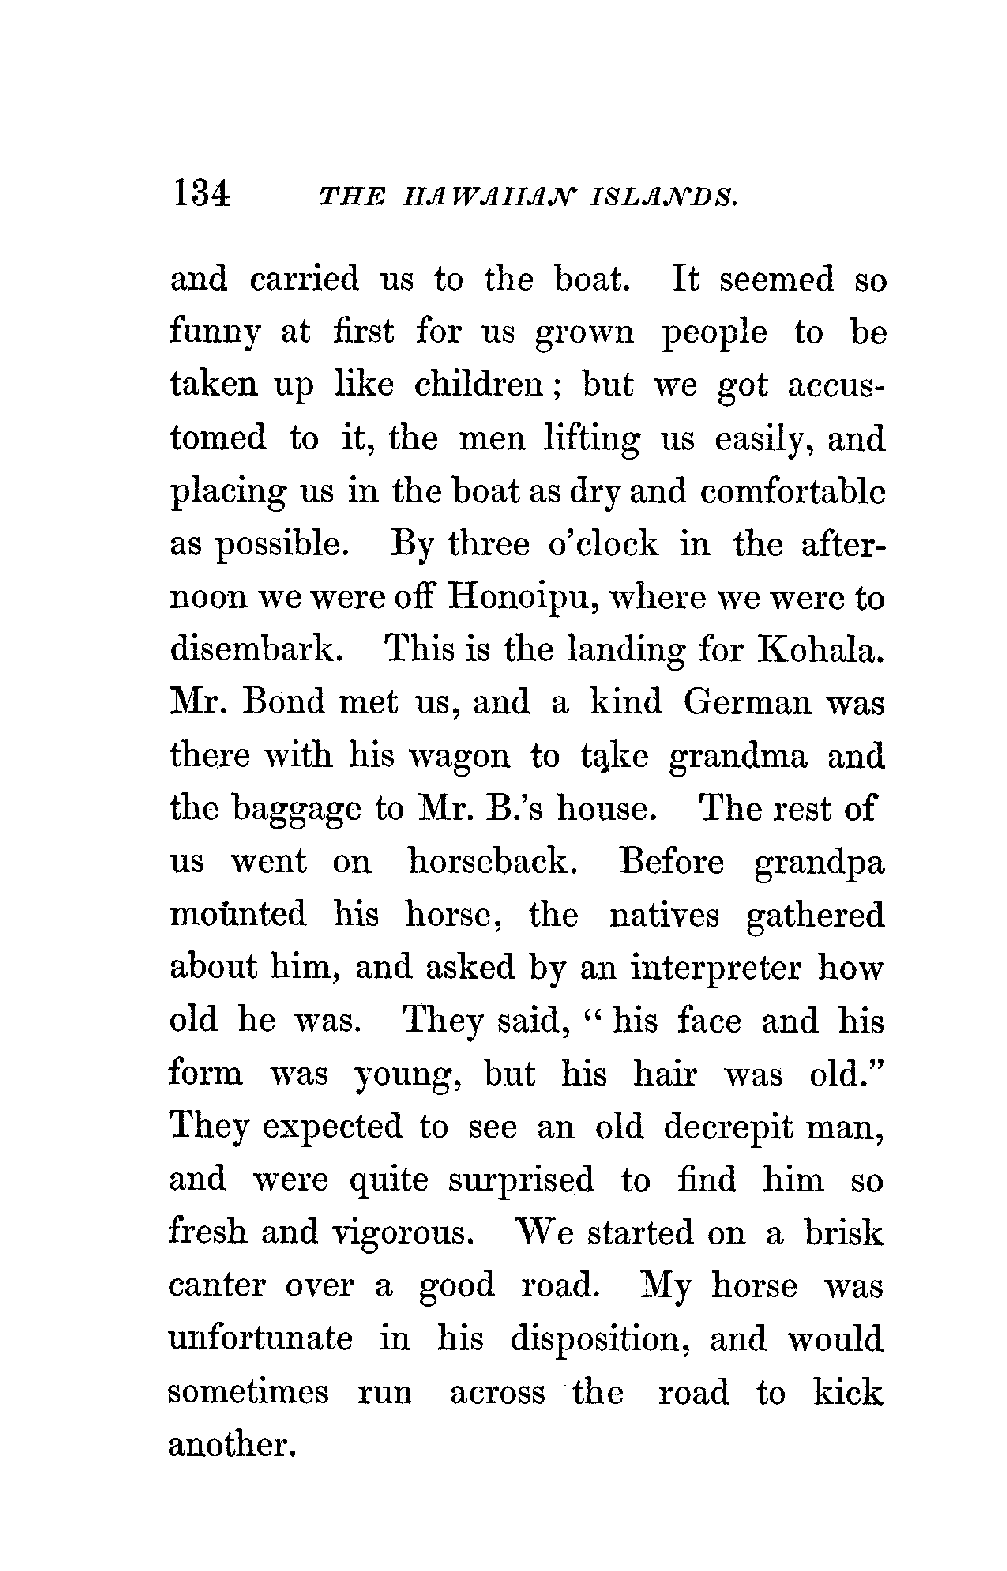 134 THE HAWAIIAN ISLANDS.
and carried us to the boat. It seemed so
funny at first for us grown people to be
taken up like children; but we got accus-
tomed to it, the men lifting us easily, and
placing us in the boat as dry and comfortable
as possible. By three o'clock in the after-
noon we were off Honoipu, where we were to
disembark. This is the landing for Kohala.
Mr. Bond met us, and a kind German was
there with his wagon to take grandma and
the baggage to Mr. B.'s house. The rest of
us went on horseback. Before grandpa
mounted his horse, the natives gathered
about him, and asked by an interpreter how
old he was. They said, “his face and his
form was young, but his hair was old.”
They expected to see an old decrepit man,
and were quite surprised to find him so
fresh and vigorous. We started on a brisk
canter over a good road. My horse was
unfortunate in his disposition, and would
sometimes run across the road to kick
another.